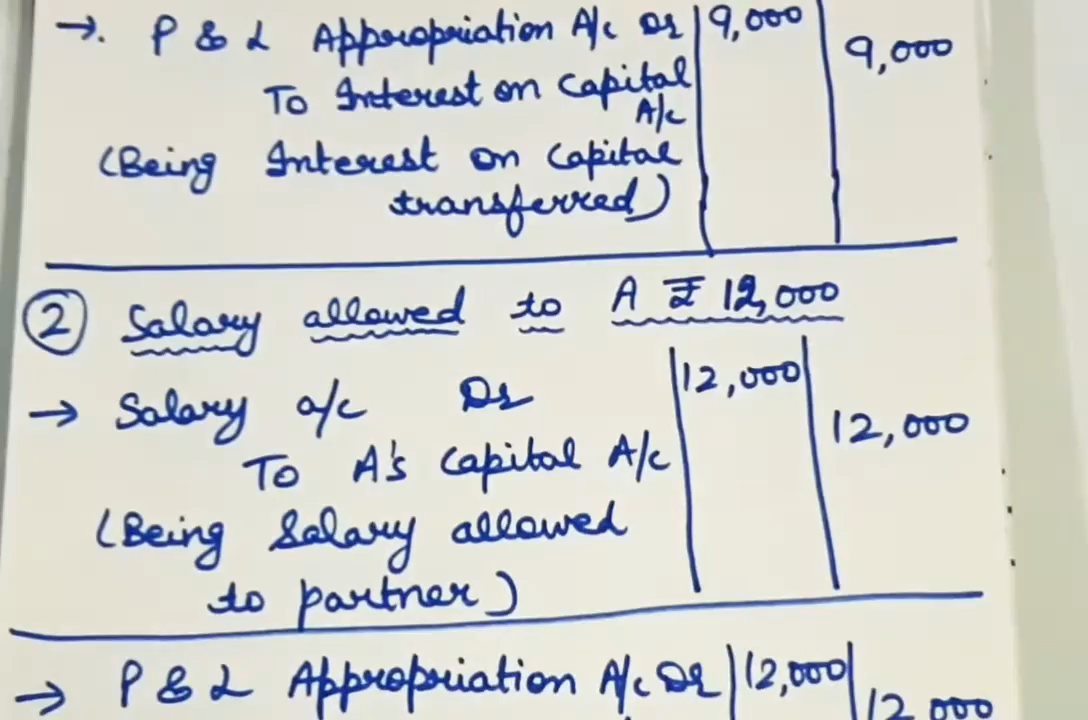 →. P & L Appropriation A/c Dr 9,000
9,000
To Interest on Capital
A/c
(Being Interest on Capital
transferred)
② Salary allowed to A ₹ 12,000
→ Salary a/c Dr 12,000
12,000
To A's Capital A/c
(Being Salary allowed
to partner)
→ P & L Appropriation A/c Dr 12,000
12,000